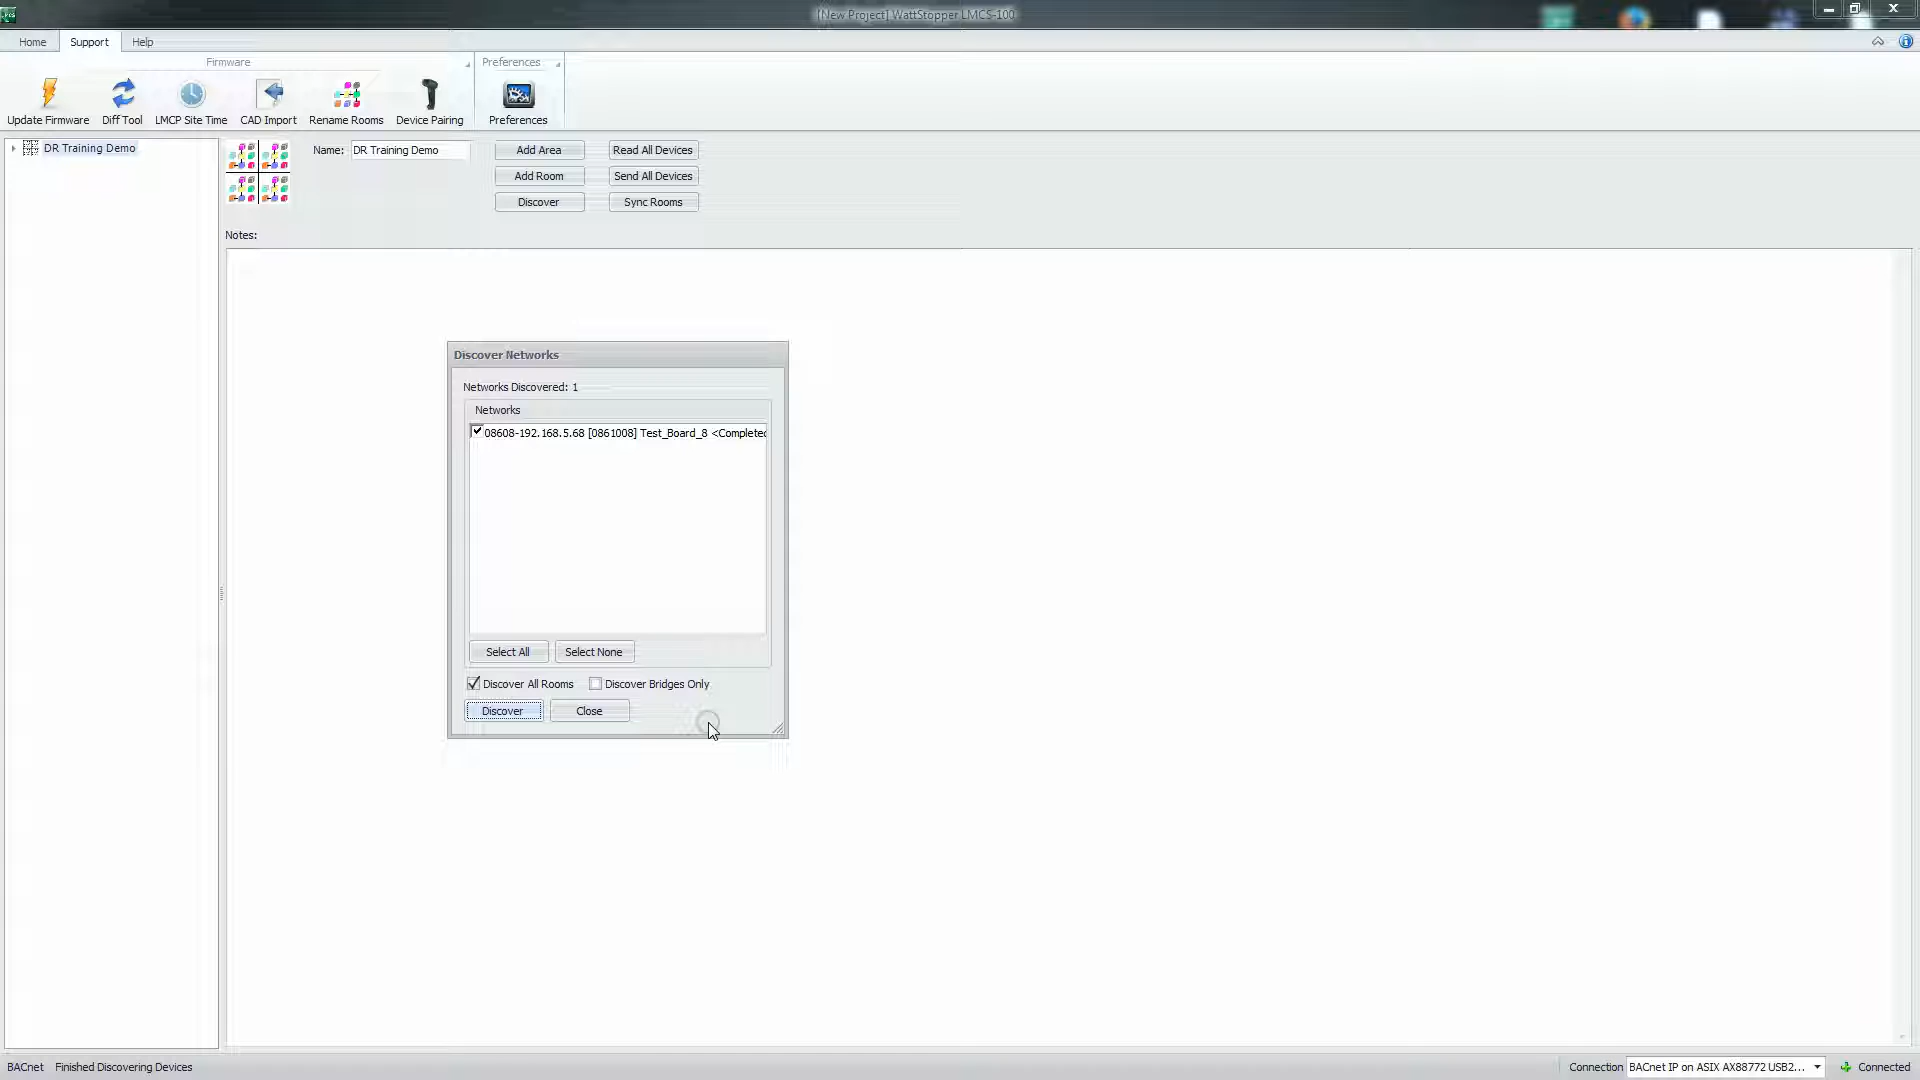 [New Project] WattStopper LMCS-100
Home Support Help
Firmware Preferences
Update Firmware Diff Tool LMCP Site Time CAD Import Rename Rooms Device Pairing Preferences
DR Training Demo
Name: DR Training Demo Add Area Read All Devices
Add Room Send All Devices
Discover Sync Rooms
Notes:
Discover Networks
Networks Discovered: 1
Networks
08608-192.168.5.68 [0861008] Test_Board_8 <Completed
Select All Select None
Discover All Rooms Discover Bridges Only
Discover Close
BACnet Finished Discovering Devices Connection BACnet IP on ASIX AX88772 USB2... Connected